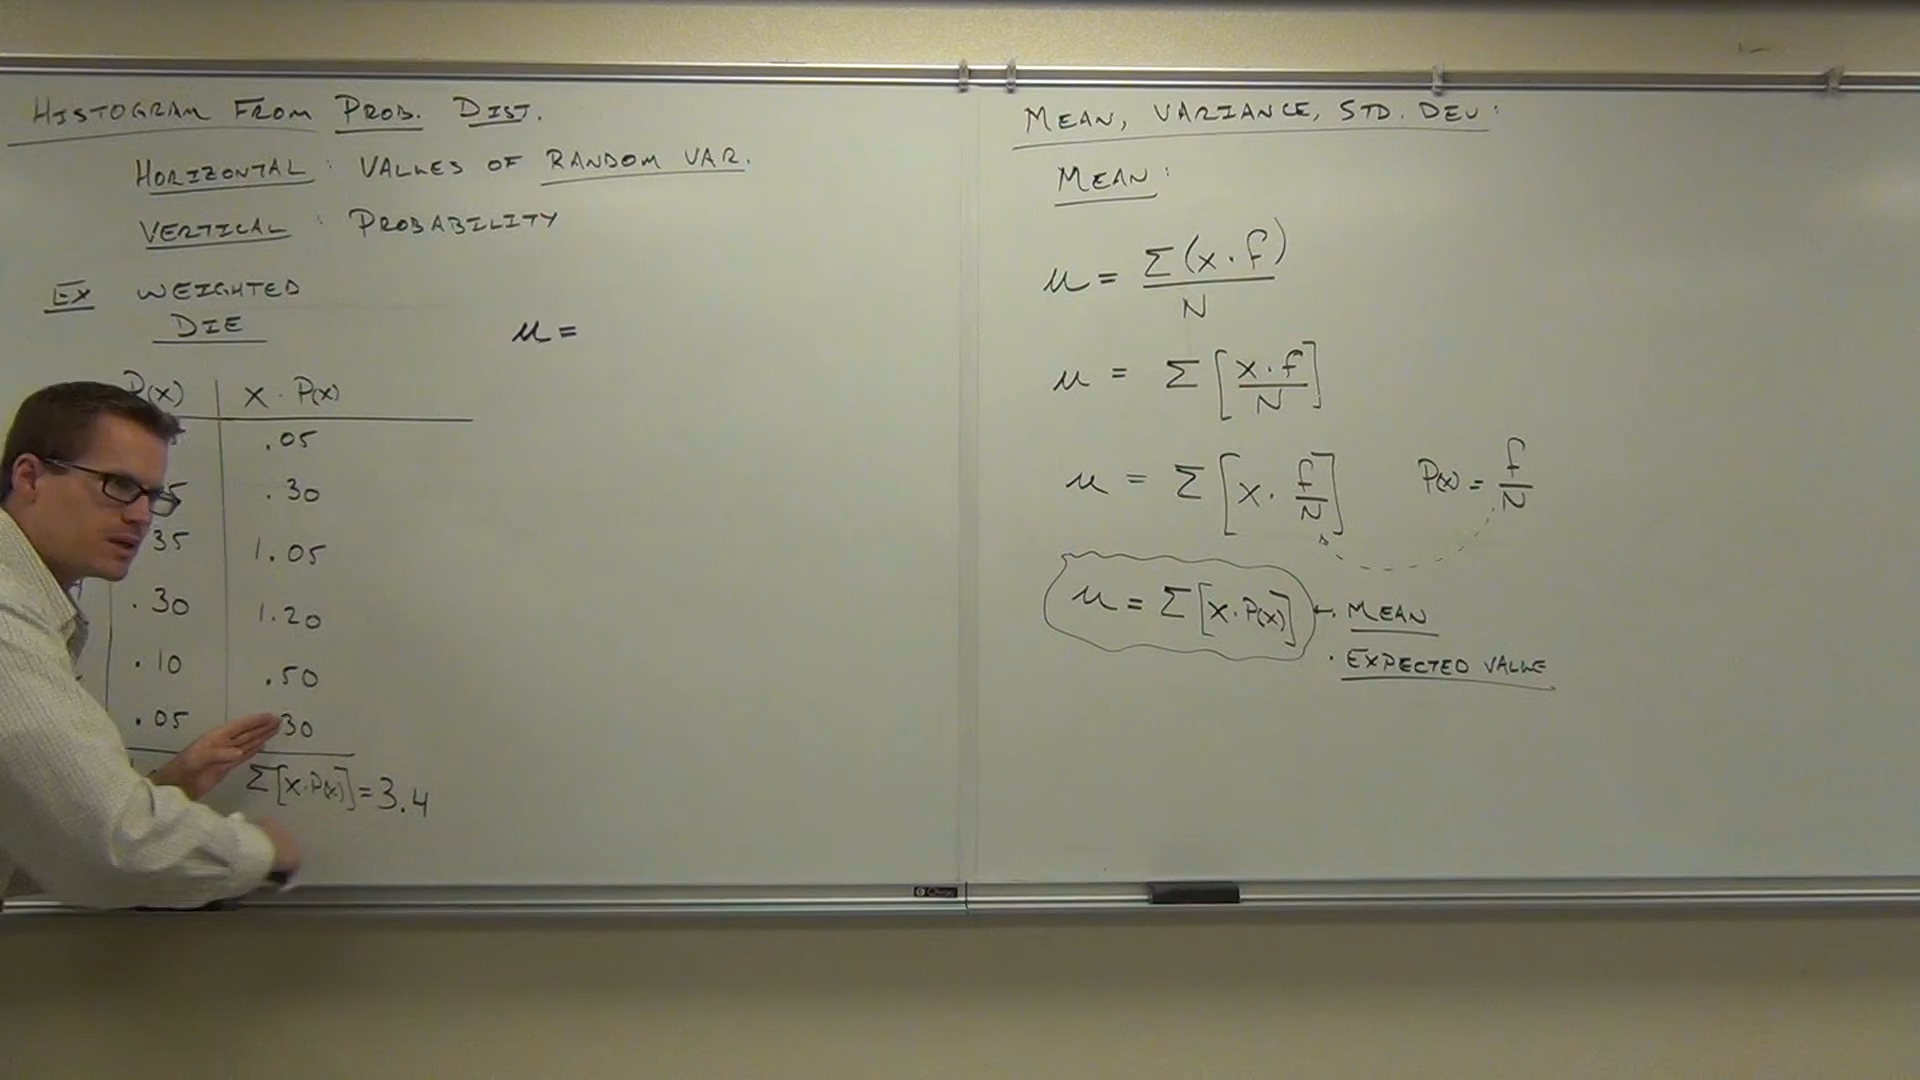 HISTOGRAM FROM PROB. DIST.
HORIZONTAL: VALUES OF RANDOM VAR.
VERTICAL: PROBABILITY
EX WEIGHTED
DIE
P(x) X · P(x)
.05
.30
35 1.05
.30 1.20
.10 .50
.05 30
Σ[x·P(x)] = 3.4
μ =
MEAN, VARIANCE, STD. DEV:
MEAN:
μ = Σ(x·f) / N
μ = Σ [x·f / N]
μ = Σ [x · f/N] P(x) = f/N
μ = Σ [x·P(x)] ← · MEAN
· EXPECTED VALUE